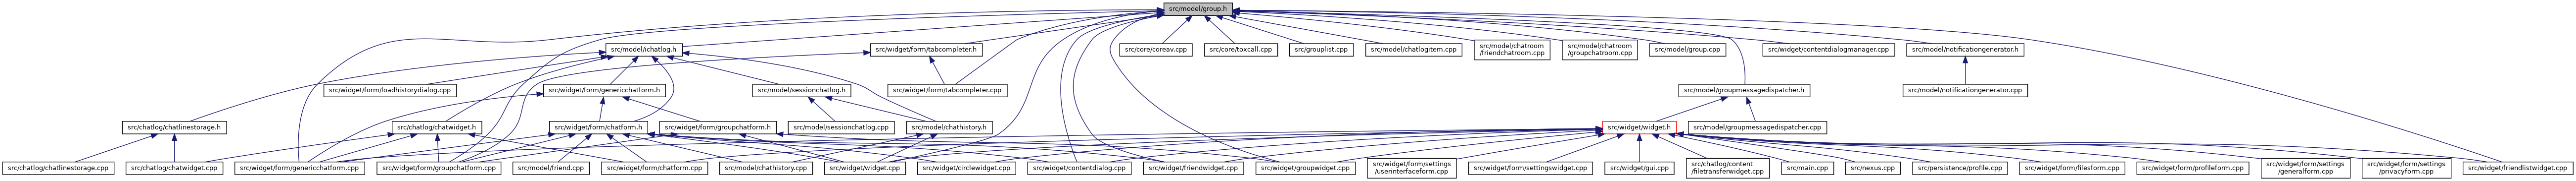 src/model/group.h
src/model/ichatlog.h
src/widget/form/tabcompleter.h
src/core/coreav.cpp
src/core/toxcall.cpp
src/grouplist.cpp
src/model/chatlogitem.cpp
src/model/chatroom
/friendchatroom.cpp
src/model/chatroom
/groupchatroom.cpp
src/model/group.cpp
src/widget/contentdialogmanager.cpp
src/model/notificationgenerator.h
src/widget/form/loadhistorydialog.cpp
src/widget/form/genericchatform.h
src/model/sessionchatlog.h
src/widget/form/tabcompleter.cpp
src/model/groupmessagedispatcher.h
src/model/notificationgenerator.cpp
src/chatlog/chatlinestorage.h
src/chatlog/chatwidget.h
src/widget/form/chatform.h
src/widget/form/groupchatform.h
src/model/sessionchatlog.cpp
src/model/chathistory.h
src/widget/widget.h
src/model/groupmessagedispatcher.cpp
src/chatlog/chatlinestorage.cpp
src/chatlog/chatwidget.cpp
src/widget/form/genericchatform.cpp
src/widget/form/groupchatform.cpp
src/model/friend.cpp
src/widget/form/chatform.cpp
src/model/chathistory.cpp
src/widget/widget.cpp
src/widget/circlewidget.cpp
src/widget/contentdialog.cpp
src/widget/friendwidget.cpp
src/widget/groupwidget.cpp
src/widget/form/settings
/userinterfaceform.cpp
src/widget/form/settingswidget.cpp
src/widget/gui.cpp
src/chatlog/content
/filetransferwidget.cpp
src/main.cpp
src/nexus.cpp
src/persistence/profile.cpp
src/widget/form/filesform.cpp
src/widget/form/profileform.cpp
src/widget/form/settings
/generalform.cpp
src/widget/form/settings
/privacyform.cpp
src/widget/friendlistwidget.cpp